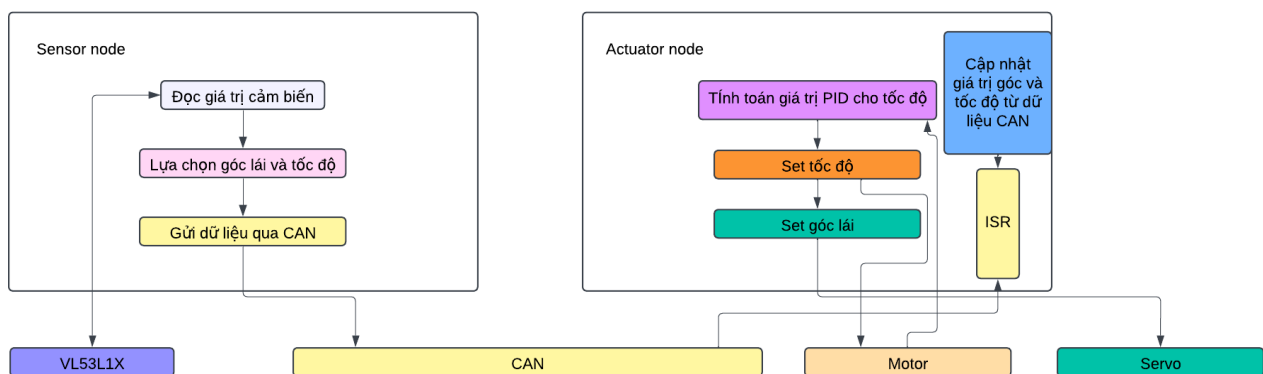 Sensor node
Đọc giá trị cảm biến
Lựa chọn góc lái và tốc độ
Gửi dữ liệu qua CAN
Actuator node
TÍnh toán giá trị PID cho tốc độ
Set tốc độ
Set góc lái
Cập nhật
giá trị góc và
tốc độ từ dữ
liệu CAN
ISR
VL53L1X
CAN
Motor
Servo